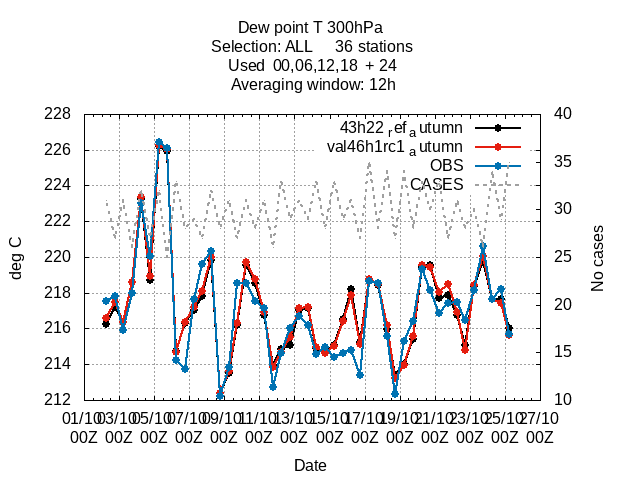 Dew point T 300hPa
Selection: ALL     36 stations
Used  00,06,12,18  + 24
Averaging window: 12h
43h22_ref_autumn
val46h1rc1_autumn
OBS
CASES
228
226
224
222
220
218
216
214
212
deg C
40
35
30
25
20
15
10
No cases
01/10 03/10 05/10 07/10 09/10 11/10 13/10 15/10 17/10 19/10 21/10 23/10 25/10 27/10
00Z 00Z 00Z 00Z 00Z 00Z 00Z 00Z 00Z 00Z 00Z 00Z 00Z 00Z
Date